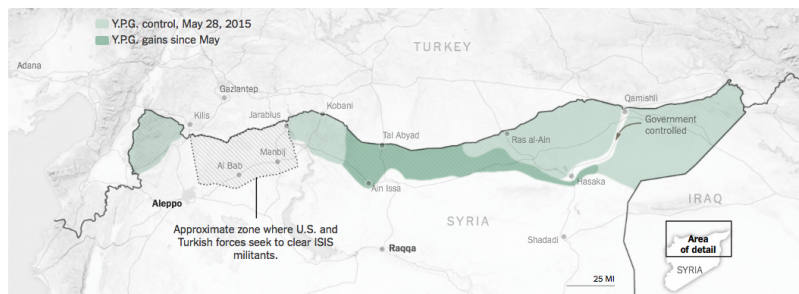 Y.P.G. control, May 28, 2015
Y.P.G. gains since May
TURKEY
Adana
Gaziantep
Kilis
Jarablus
Kobani
Qamishli
Government
controlled
Tal Abyad
Ras al-Ain
Manbij
Al Bab
Ain Issa
Hasaka
Aleppo
IRAQ
SYRIA
Approximate zone where U.S. and
Turkish forces seek to clear ISIS
militants.
Raqqa
Shadadi
Area
of detail
SYRIA
25 MI